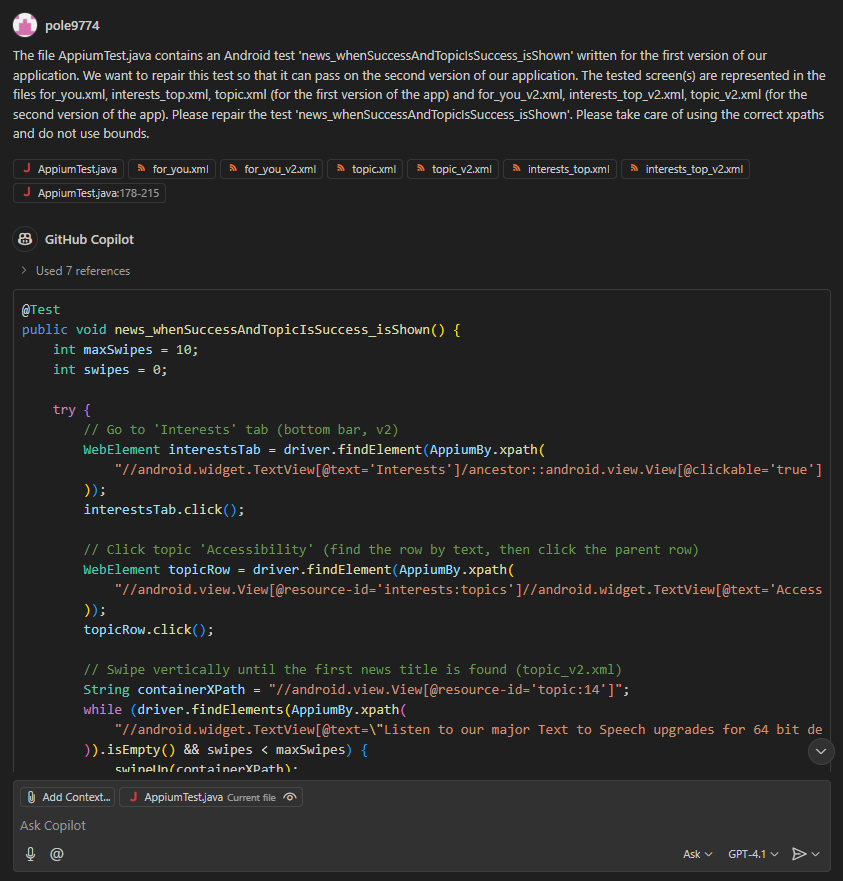 pole9774
The file AppiumTest.java contains an Android test 'news_whenSuccessAndTopicIsSuccess_isShown' written for the first version of our
application. We want to repair this test so that it can pass on the second version of our application. The tested screen(s) are represented in the
files for_you.xml, interests_top.xml, topic.xml (for the first version of the app) and for_you_v2.xml, interests_top_v2.xml, topic_v2.xml (for the
second version of the app). Please repair the test 'news_whenSuccessAndTopicIsSuccess_isShown'. Please take care of using the correct xpaths
and do not use bounds.
J AppiumTest.java for_you.xml for_you_v2.xml topic.xml topic_v2.xml interests_top.xml interests_top_v2.xml
J AppiumTest.java:178-215
GitHub Copilot
> Used 7 references
@Test
public void news_whenSuccessAndTopicIsSuccess_isShown() {
    int maxSwipes = 10;
    int swipes = 0;
    try {
        // Go to 'Interests' tab (bottom bar, v2)
        WebElement interestsTab = driver.findElement(AppiumBy.xpath(
            "//android.widget.TextView[@text='Interests']/ancestor::android.view.View[@clickable='true']
        ));
        interestsTab.click();
        // Click topic 'Accessibility' (find the row by text, then click the parent row)
        WebElement topicRow = driver.findElement(AppiumBy.xpath(
            "//android.view.View[@resource-id='interests:topics']//android.widget.TextView[@text='Access
        ));
        topicRow.click();
        // Swipe vertically until the first news title is found (topic_v2.xml)
        String containerXPath = "//android.view.View[@resource-id='topic:14']";
        while (driver.findElements(AppiumBy.xpath(
            "//android.widget.TextView[@text=\"Listen to our major Text to Speech upgrades for 64 bit de
        )).isEmpty() && swipes < maxSwipes) {
            swipeUp(containerXPath);
Add Context... J AppiumTest.java Current file
Ask Copilot
@ Ask GPT-4.1